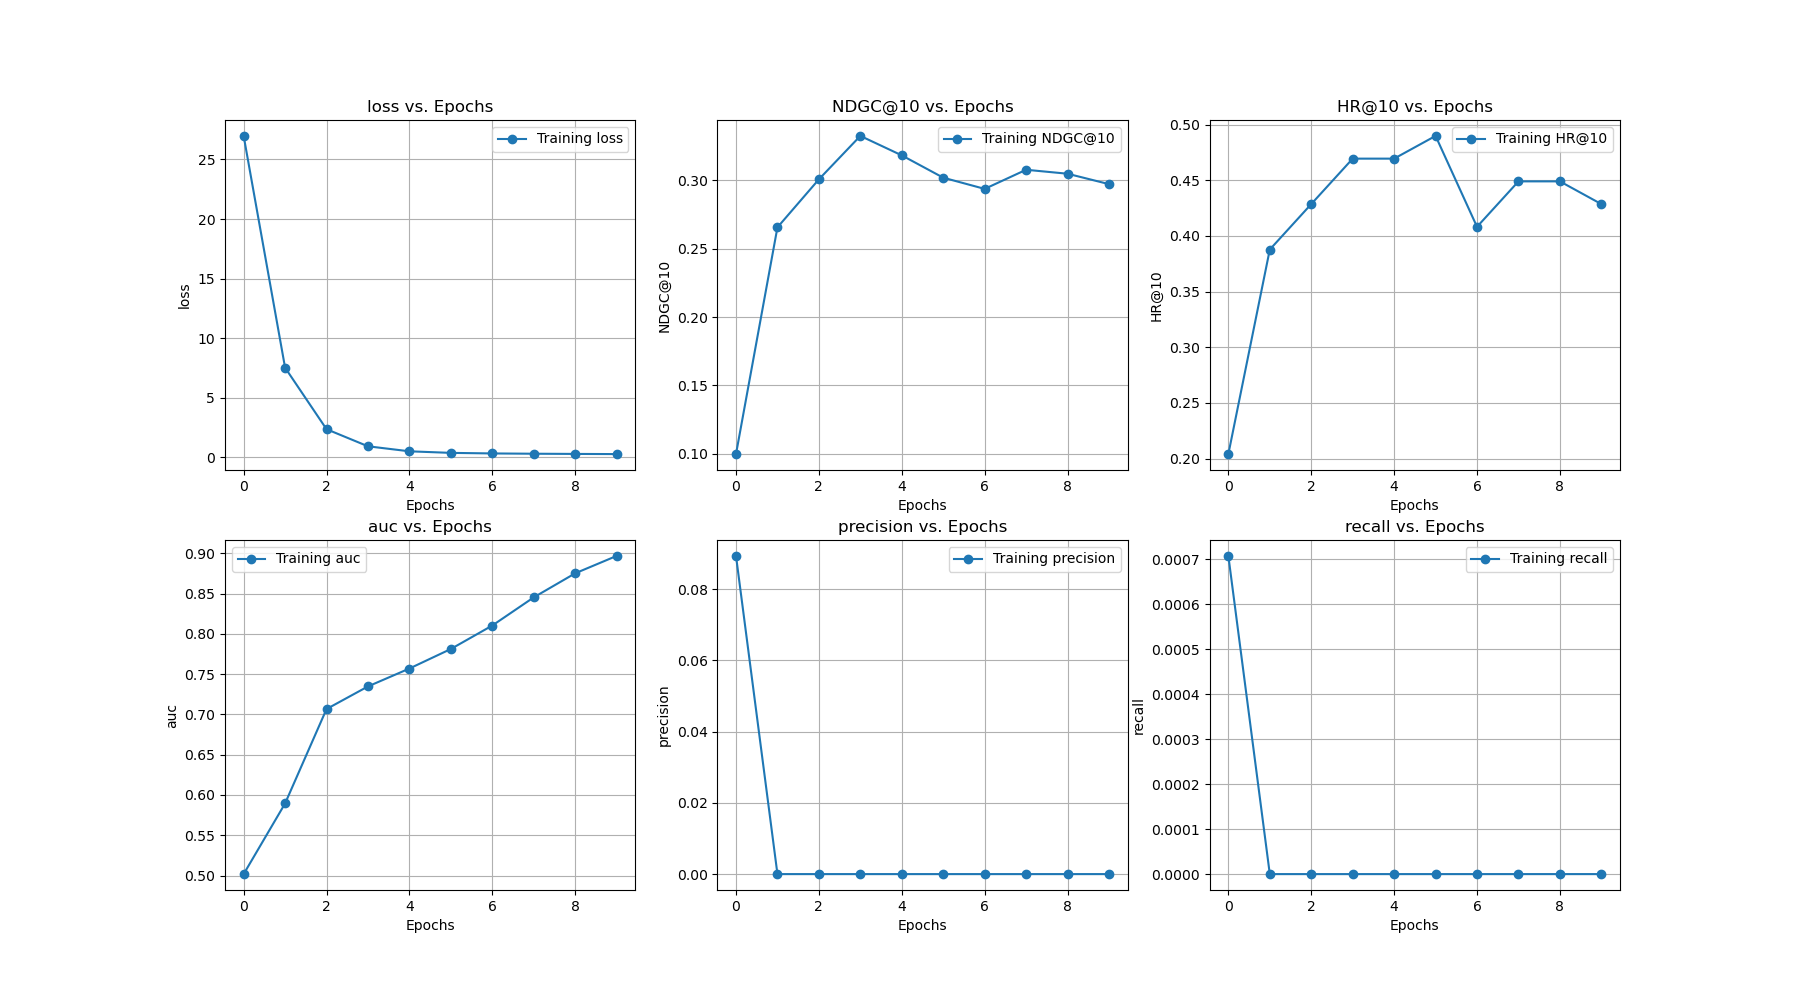 loss vs. Epochs
Training loss
25
20
15
10
5
0
loss
0 2 4 6 8
Epochs
NDGC@10 vs. Epochs
Training NDGC@10
0.30
0.25
0.20
0.15
0.10
NDGC@10
0 2 4 6 8
Epochs
HR@10 vs. Epochs
Training HR@10
0.50
0.45
0.40
0.35
0.30
0.25
0.20
HR@10
0 2 4 6 8
Epochs
auc vs. Epochs
Training auc
0.90
0.85
0.80
0.75
0.70
0.65
0.60
0.55
0.50
auc
0 2 4 6 8
Epochs
precision vs. Epochs
Training precision
0.08
0.06
0.04
0.02
0.00
precision
0 2 4 6 8
Epochs
recall vs. Epochs
Training recall
0.0007
0.0006
0.0005
0.0004
0.0003
0.0002
0.0001
0.0000
recall
0 2 4 6 8
Epochs